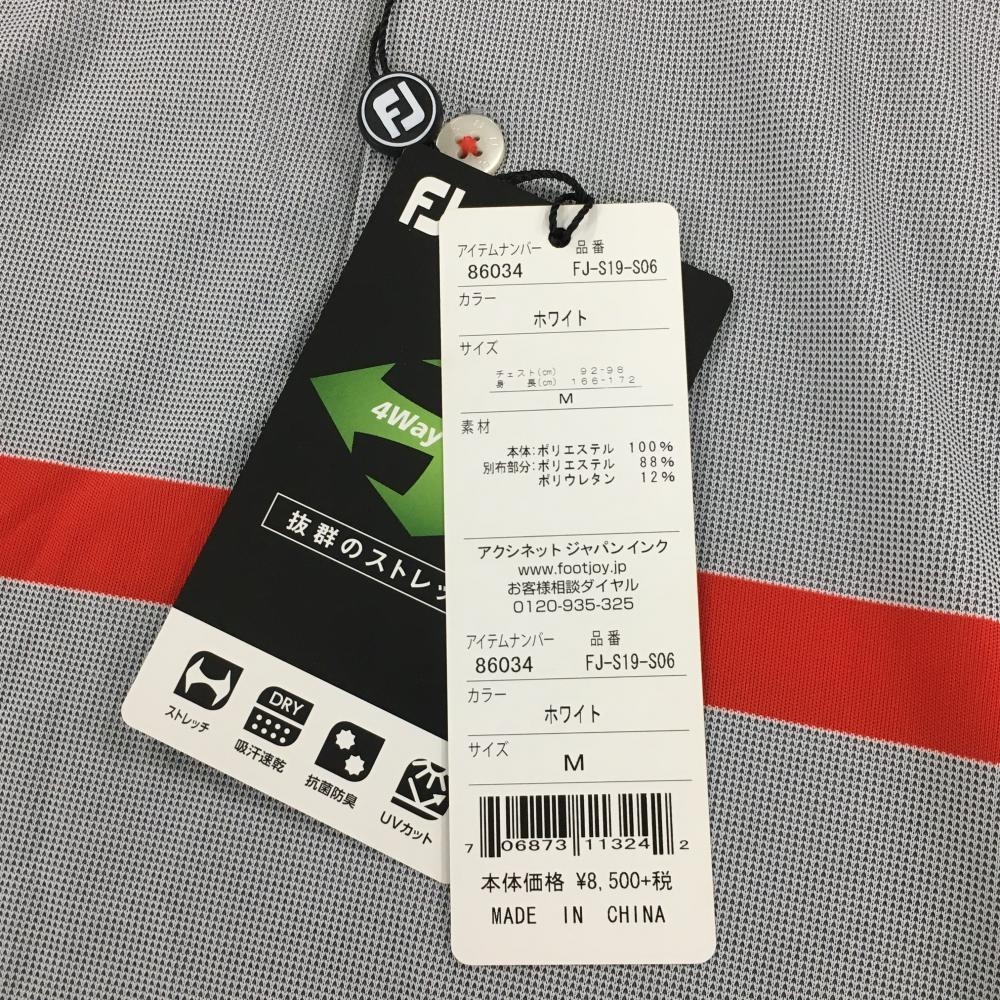 FJ
FJ
4Way
抜群のストレッ
ストレッチ
DRY
吸汗速乾
抗菌防臭
UVカット
アイテムナンバー 品番
86034 FJ-S19-S06
カラー
ホワイト
サイズ
チェスト(cm) 92-98
身長(cm) 166-172
M
素材
本体:ポリエステル 100%
別布部分:ポリエステル 88%
ポリウレタン 12%
アクシネット ジャパン インク
www.footjoy.jp
お客様相談ダイヤル
0120-935-325
アイテムナンバー 品番
86034 FJ-S19-S06
カラー
ホワイト
サイズ
M
7 06873 11324 2
本体価格 ¥8,500+税
MADE IN CHINA